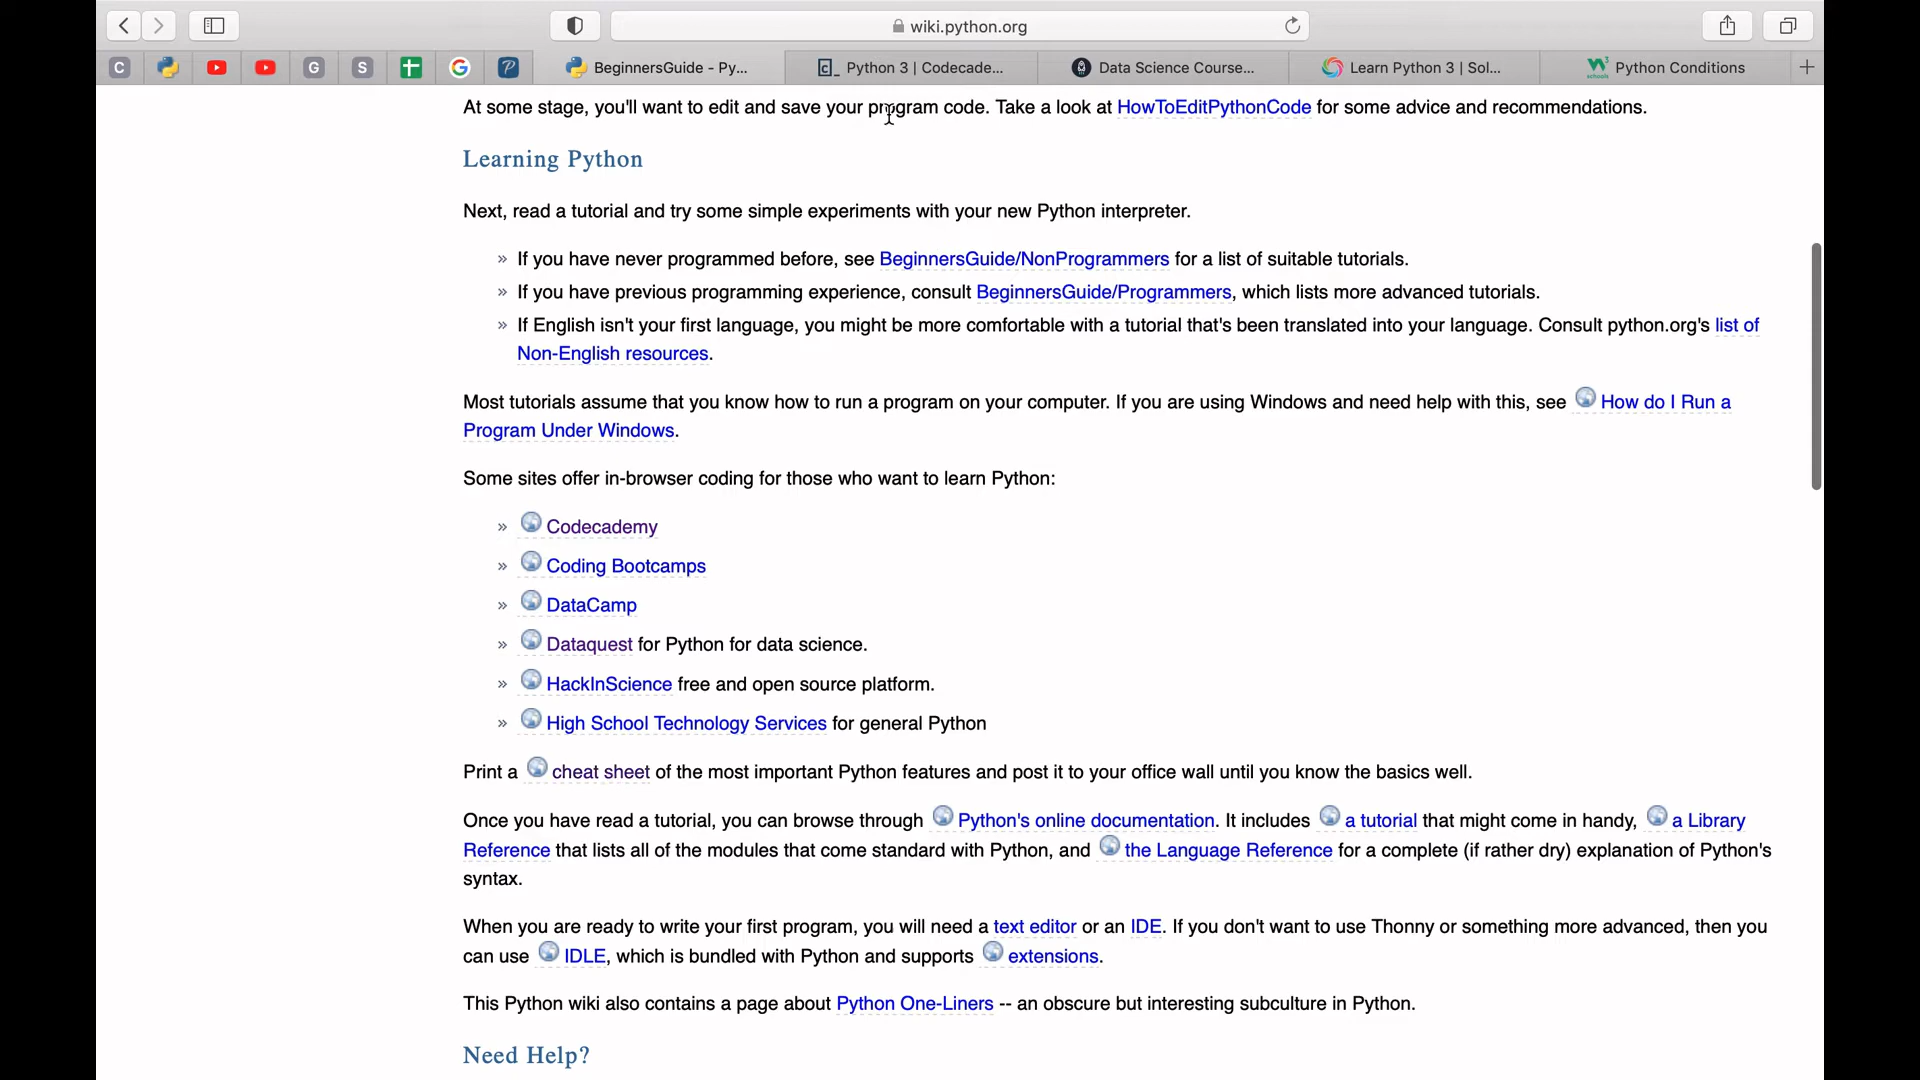 wiki.python.org
C
G
S
BeginnersGuide - Py...
Python 3 | Codecade...
Data Science Course...
Learn Python 3 | Sol...
Python Conditions
At some stage, you'll want to edit and save your program code. Take a look at HowToEditPythonCode for some advice and recommendations.
Learning Python
Next, read a tutorial and try some simple experiments with your new Python interpreter.
» If you have never programmed before, see BeginnersGuide/NonProgrammers for a list of suitable tutorials.
» If you have previous programming experience, consult BeginnersGuide/Programmers, which lists more advanced tutorials.
» If English isn't your first language, you might be more comfortable with a tutorial that's been translated into your language. Consult python.org's list of
Non-English resources.
Most tutorials assume that you know how to run a program on your computer. If you are using Windows and need help with this, see How do I Run a
Program Under Windows.
Some sites offer in-browser coding for those who want to learn Python:
» Codecademy
» Coding Bootcamps
» DataCamp
» Dataquest for Python for data science.
» HackInScience free and open source platform.
» High School Technology Services for general Python
Print a cheat sheet of the most important Python features and post it to your office wall until you know the basics well.
Once you have read a tutorial, you can browse through Python's online documentation. It includes a tutorial that might come in handy, a Library
Reference that lists all of the modules that come standard with Python, and the Language Reference for a complete (if rather dry) explanation of Python's
syntax.
When you are ready to write your first program, you will need a text editor or an IDE. If you don't want to use Thonny or something more advanced, then you
can use IDLE, which is bundled with Python and supports extensions.
This Python wiki also contains a page about Python One-Liners -- an obscure but interesting subculture in Python.
Need Help?